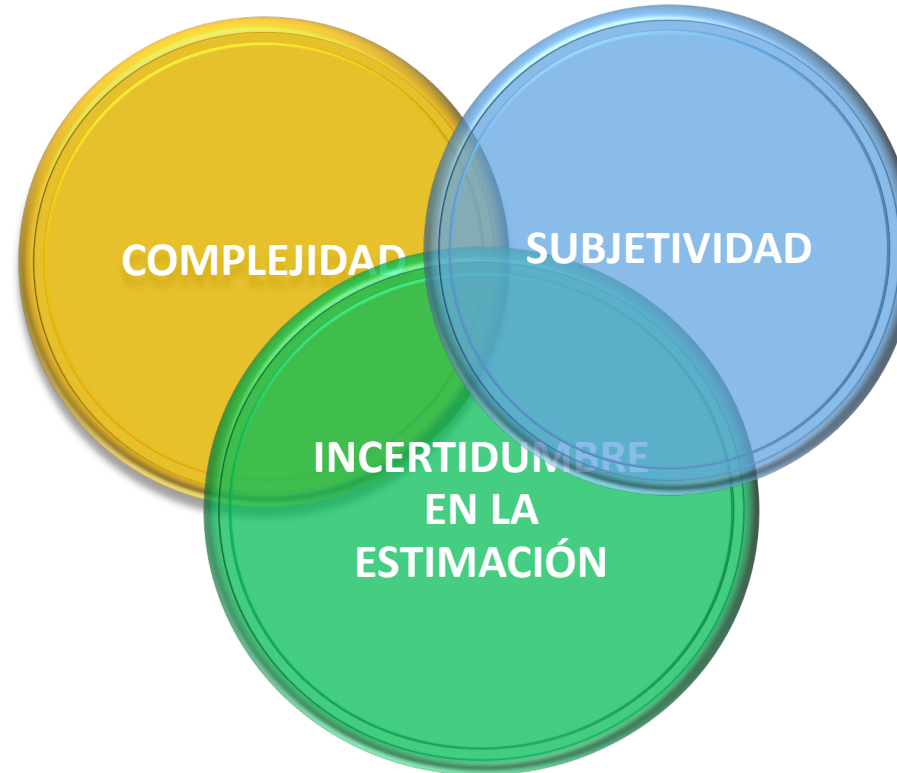 COMPLEJIDAD
SUBJETIVIDAD
INCERTIDUMBRE
EN LA
ESTIMACIÓN